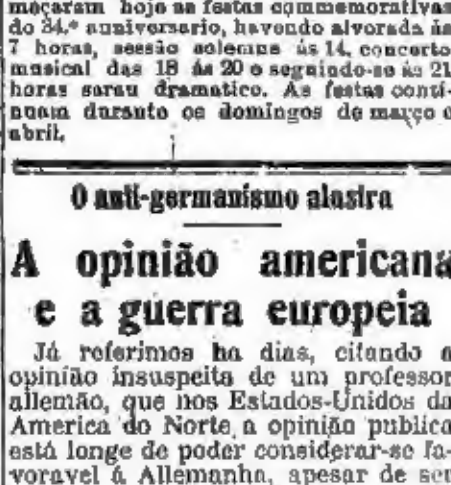 meçaram hoje as festas commemorativas
do 34.º anniversario, havendo alvorada ás
7 horas, sessão solemne ás 14, concerto
musical das 18 ás 20 e seguindo-se ás 21
horas sarau dramatico. As festas conti-
nuam durante os domingos de março e
abril.
O anti-germanismo alastra
A opinião americana
e a guerra europeia
Já referimos ha dias, citando a
opinião insuspeita de um professor
allemão, que nos Estados-Unidos da
America do Norte a opinião publica
está longe de poder considerar-se fa-
voravel á Allemanha, apesar de ser